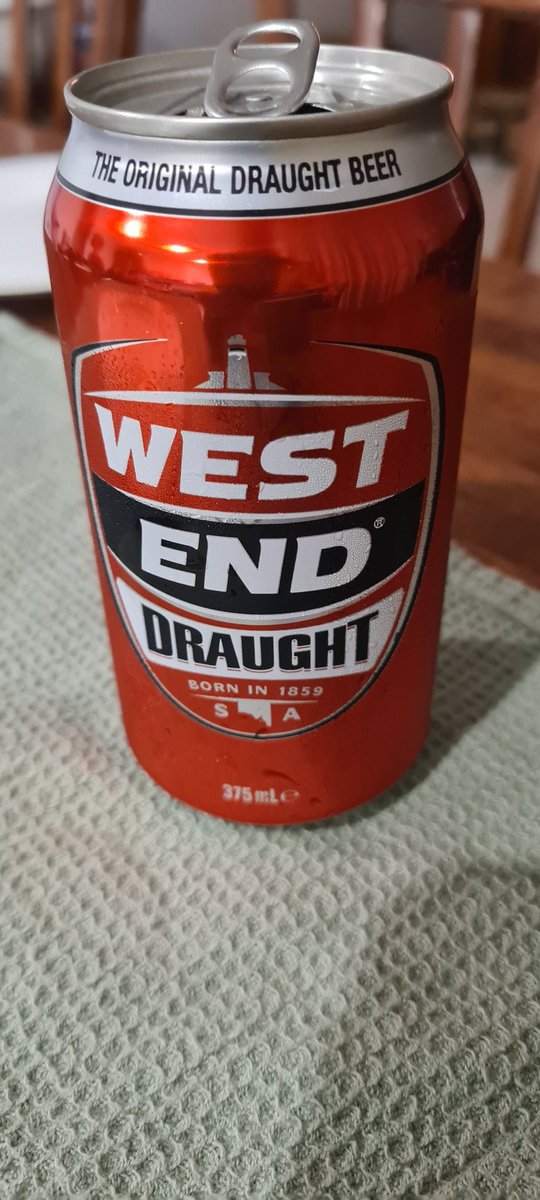 THE ORIGINAL DRAUGHT BEER
WEST
END®
DRAUGHT
BORN IN 1859
S A
375mL ℮